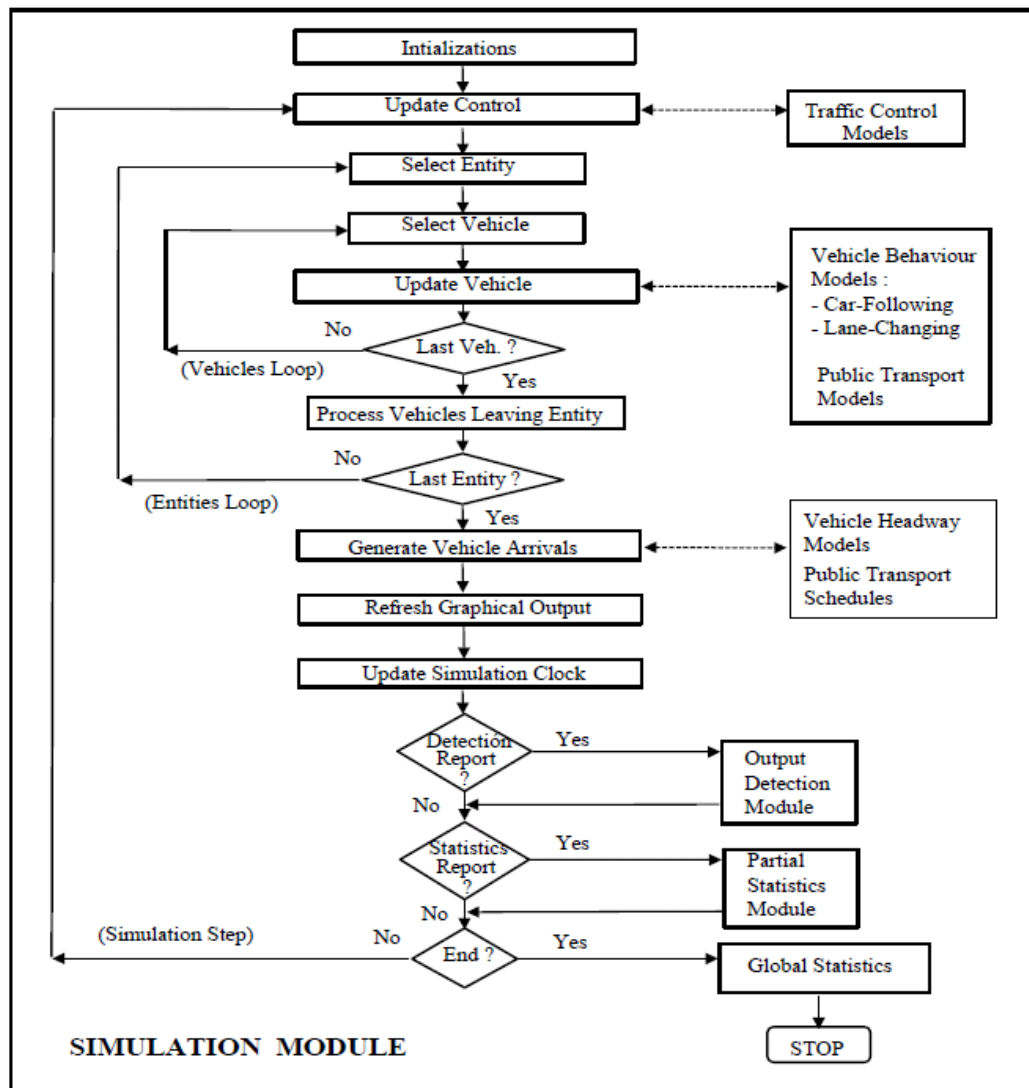 Intializations
Update Control
Traffic Control
Models
Select Entity
Select Vehicle
Update Vehicle
Vehicle Behaviour
Models :
- Car-Following
- Lane-Changing
Public Transport
Models
No
Last Veh. ?
(Vehicles Loop)
Yes
Process Vehicles Leaving Entity
No
Last Entity ?
(Entities Loop)
Yes
Generate Vehicle Arrivals
Vehicle Headway
Models
Public Transport
Schedules
Refresh Graphical Output
Update Simulation Clock
Detectión
Report
?
Yes
Output
Detection
Module
No
Statistics
Report
?
Yes
Partial
Statistics
Module
No
(Simulation Step)
No
End ?
Yes
Global Statistics
STOP
SIMULATION MODULE